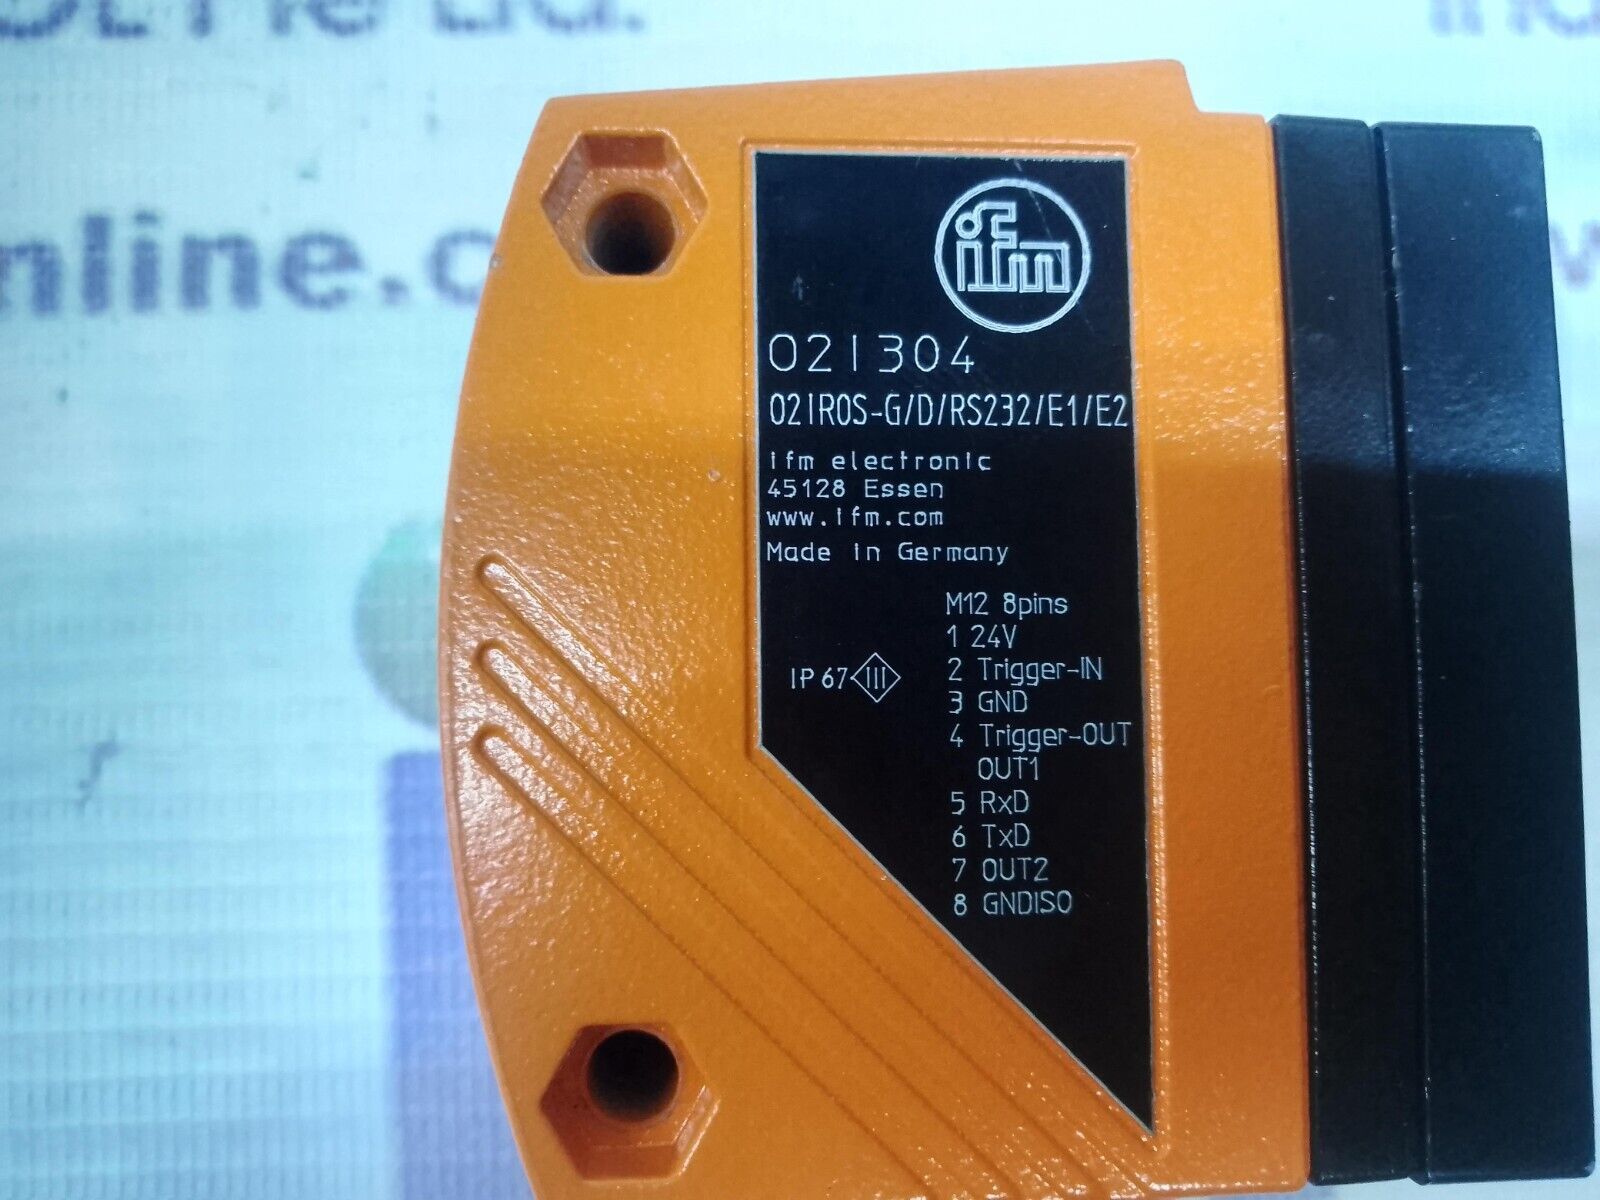 nline.c
ifm
O2I304
O2IROS-G/D/RS232/E1/E2
ifm electronic
45128 Essen
www.ifm.com
Made in Germany
M12 8pins
1 24V
2 Trigger-IN
3 GND
4 Trigger-OUT
OUT1
5 RxD
6 TxD
7 OUT2
8 GNDISO
IP 67 III